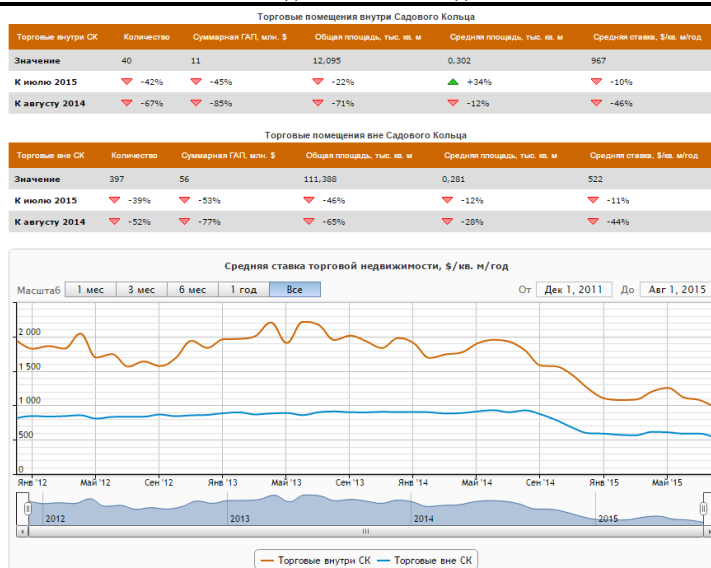 Торговые помещения внутри Садового Кольца
Торговые внутри СК Количество Суммарная ГАП, млн. $ Общая площадь, тыс. кв. м Средняя площадь, тыс. кв. м Средняя ставка, $/кв. м/год
Значение 40 11 12,095 0,302 967
К июлю 2015 -42% -45% -22% +34% -10%
К августу 2014 -67% -85% -71% -12% -46%
Торговые помещения вне Садового Кольца
Торговые вне СК Количество Суммарная ГАП, млн. $ Общая площадь, тыс. кв. м Средняя площадь, тыс. кв. м Средняя ставка, $/кв. м/год
Значение 397 56 111,388 0,281 522
К июлю 2015 -39% -53% -46% -12% -11%
К августу 2014 -52% -77% -65% -28% -44%
Средняя ставка торговой недвижимости, $/кв. м/год
Масштаб 1 мес 3 мес 6 мес 1 год Все От Дек 1, 2011 До Авг 1, 2015
2 000
1 500
1 000
500
0
Янв '12 Май '12 Сен '12 Янв '13 Май '13 Сен '13 Янв '14 Май '14 Сен '14 Янв '15 Май '15
2012 2013 2014 2015
Торговые внутри СК Торговые вне СК